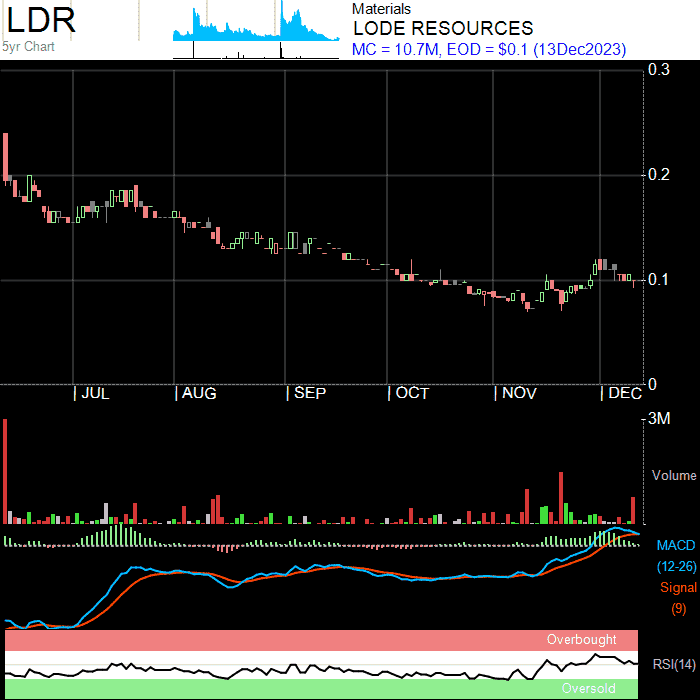 LDR
5yr Chart
Materials
LODE RESOURCES
MC = 10.7M, EOD = $0.1 (13Dec2023)
0.3
0.2
0.1
0
| JUL | AUG | SEP | OCT | NOV | DEC
3M
Volume
MACD
(12-26)
Signal
(9)
Overbought
RSI(14)
Oversold